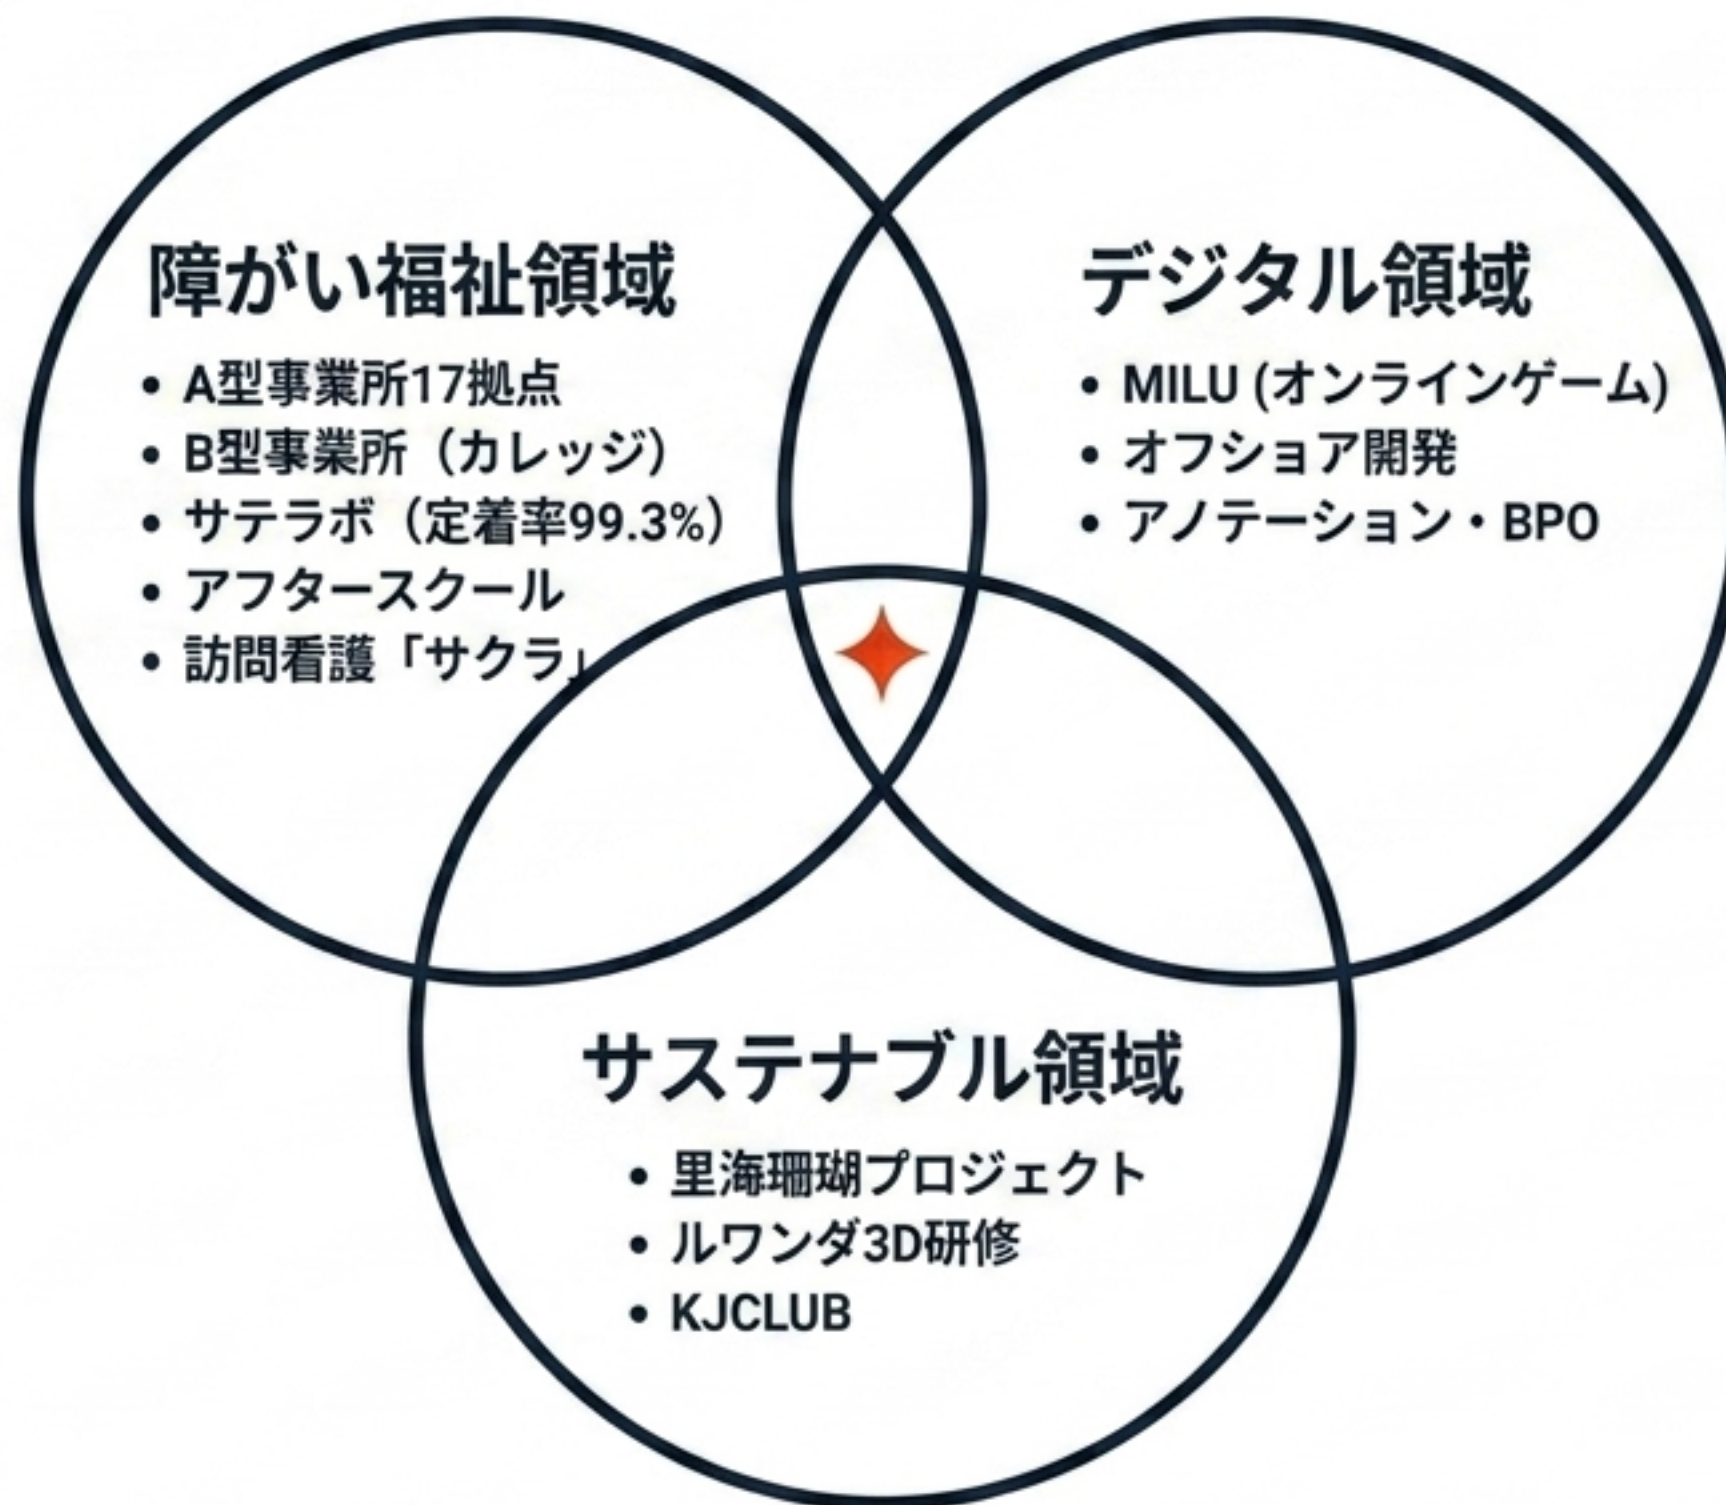 障がい福祉領域
• A型事業所17拠点
• B型事業所（カレッジ）
• サテラボ（定着率99.3%）
• アフタースクール
• 訪問看護「サクラ」
デジタル領域
• MILU (オンラインゲーム)
• オフショア開発
• アノテーション・BPO
サステナブル領域
• 里海珊瑚プロジェクト
• ルワンダ3D研修
• KJCLUB